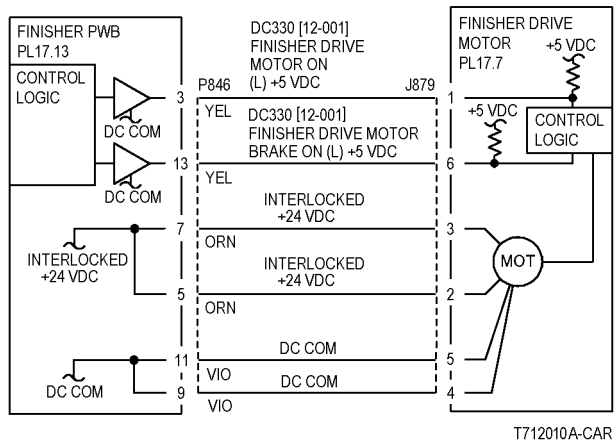 FINISHER PWB
PL17.13
CONTROL
LOGIC
DC COM
DC COM
INTERLOCKED
+24 VDC
DC COM
3
13
7
5
11
9
P846
YEL
YEL
ORN
ORN
VIO
VIO
DC330 [12-001]
FINISHER DRIVE
MOTOR ON
(L) +5 VDC
DC330 [12-001]
FINISHER DRIVE MOTOR
BRAKE ON (L) +5 VDC
INTERLOCKED
+24 VDC
INTERLOCKED
+24 VDC
DC COM
DC COM
J879
1
6
3
2
5
4
FINISHER DRIVE
MOTOR
PL17.7
+5 VDC
+5 VDC
CONTROL
LOGIC
MOT
T712010A-CAR